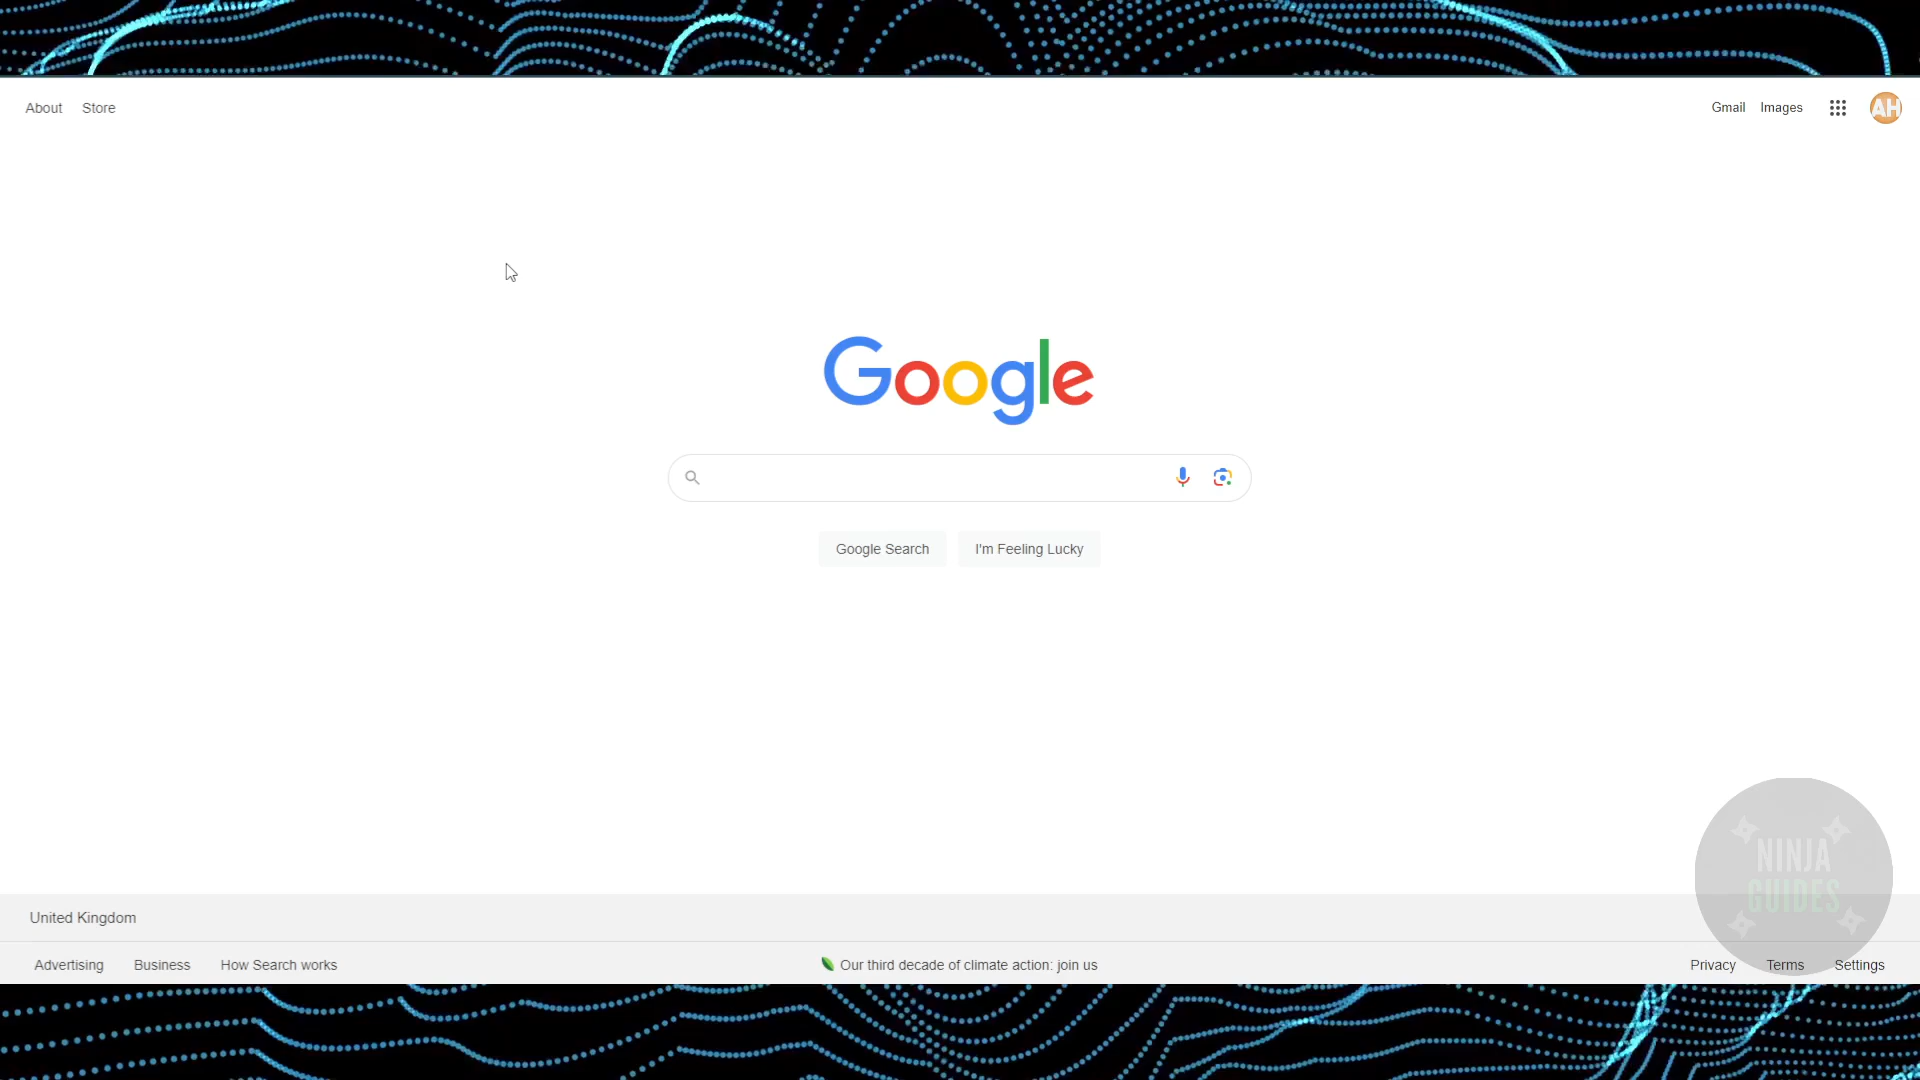 About Store
Gmail Images
AH
Google
Google Search I'm Feeling Lucky
NINJA
GUIDES
United Kingdom
Advertising Business How Search works
Our third decade of climate action: join us
Privacy Terms Settings